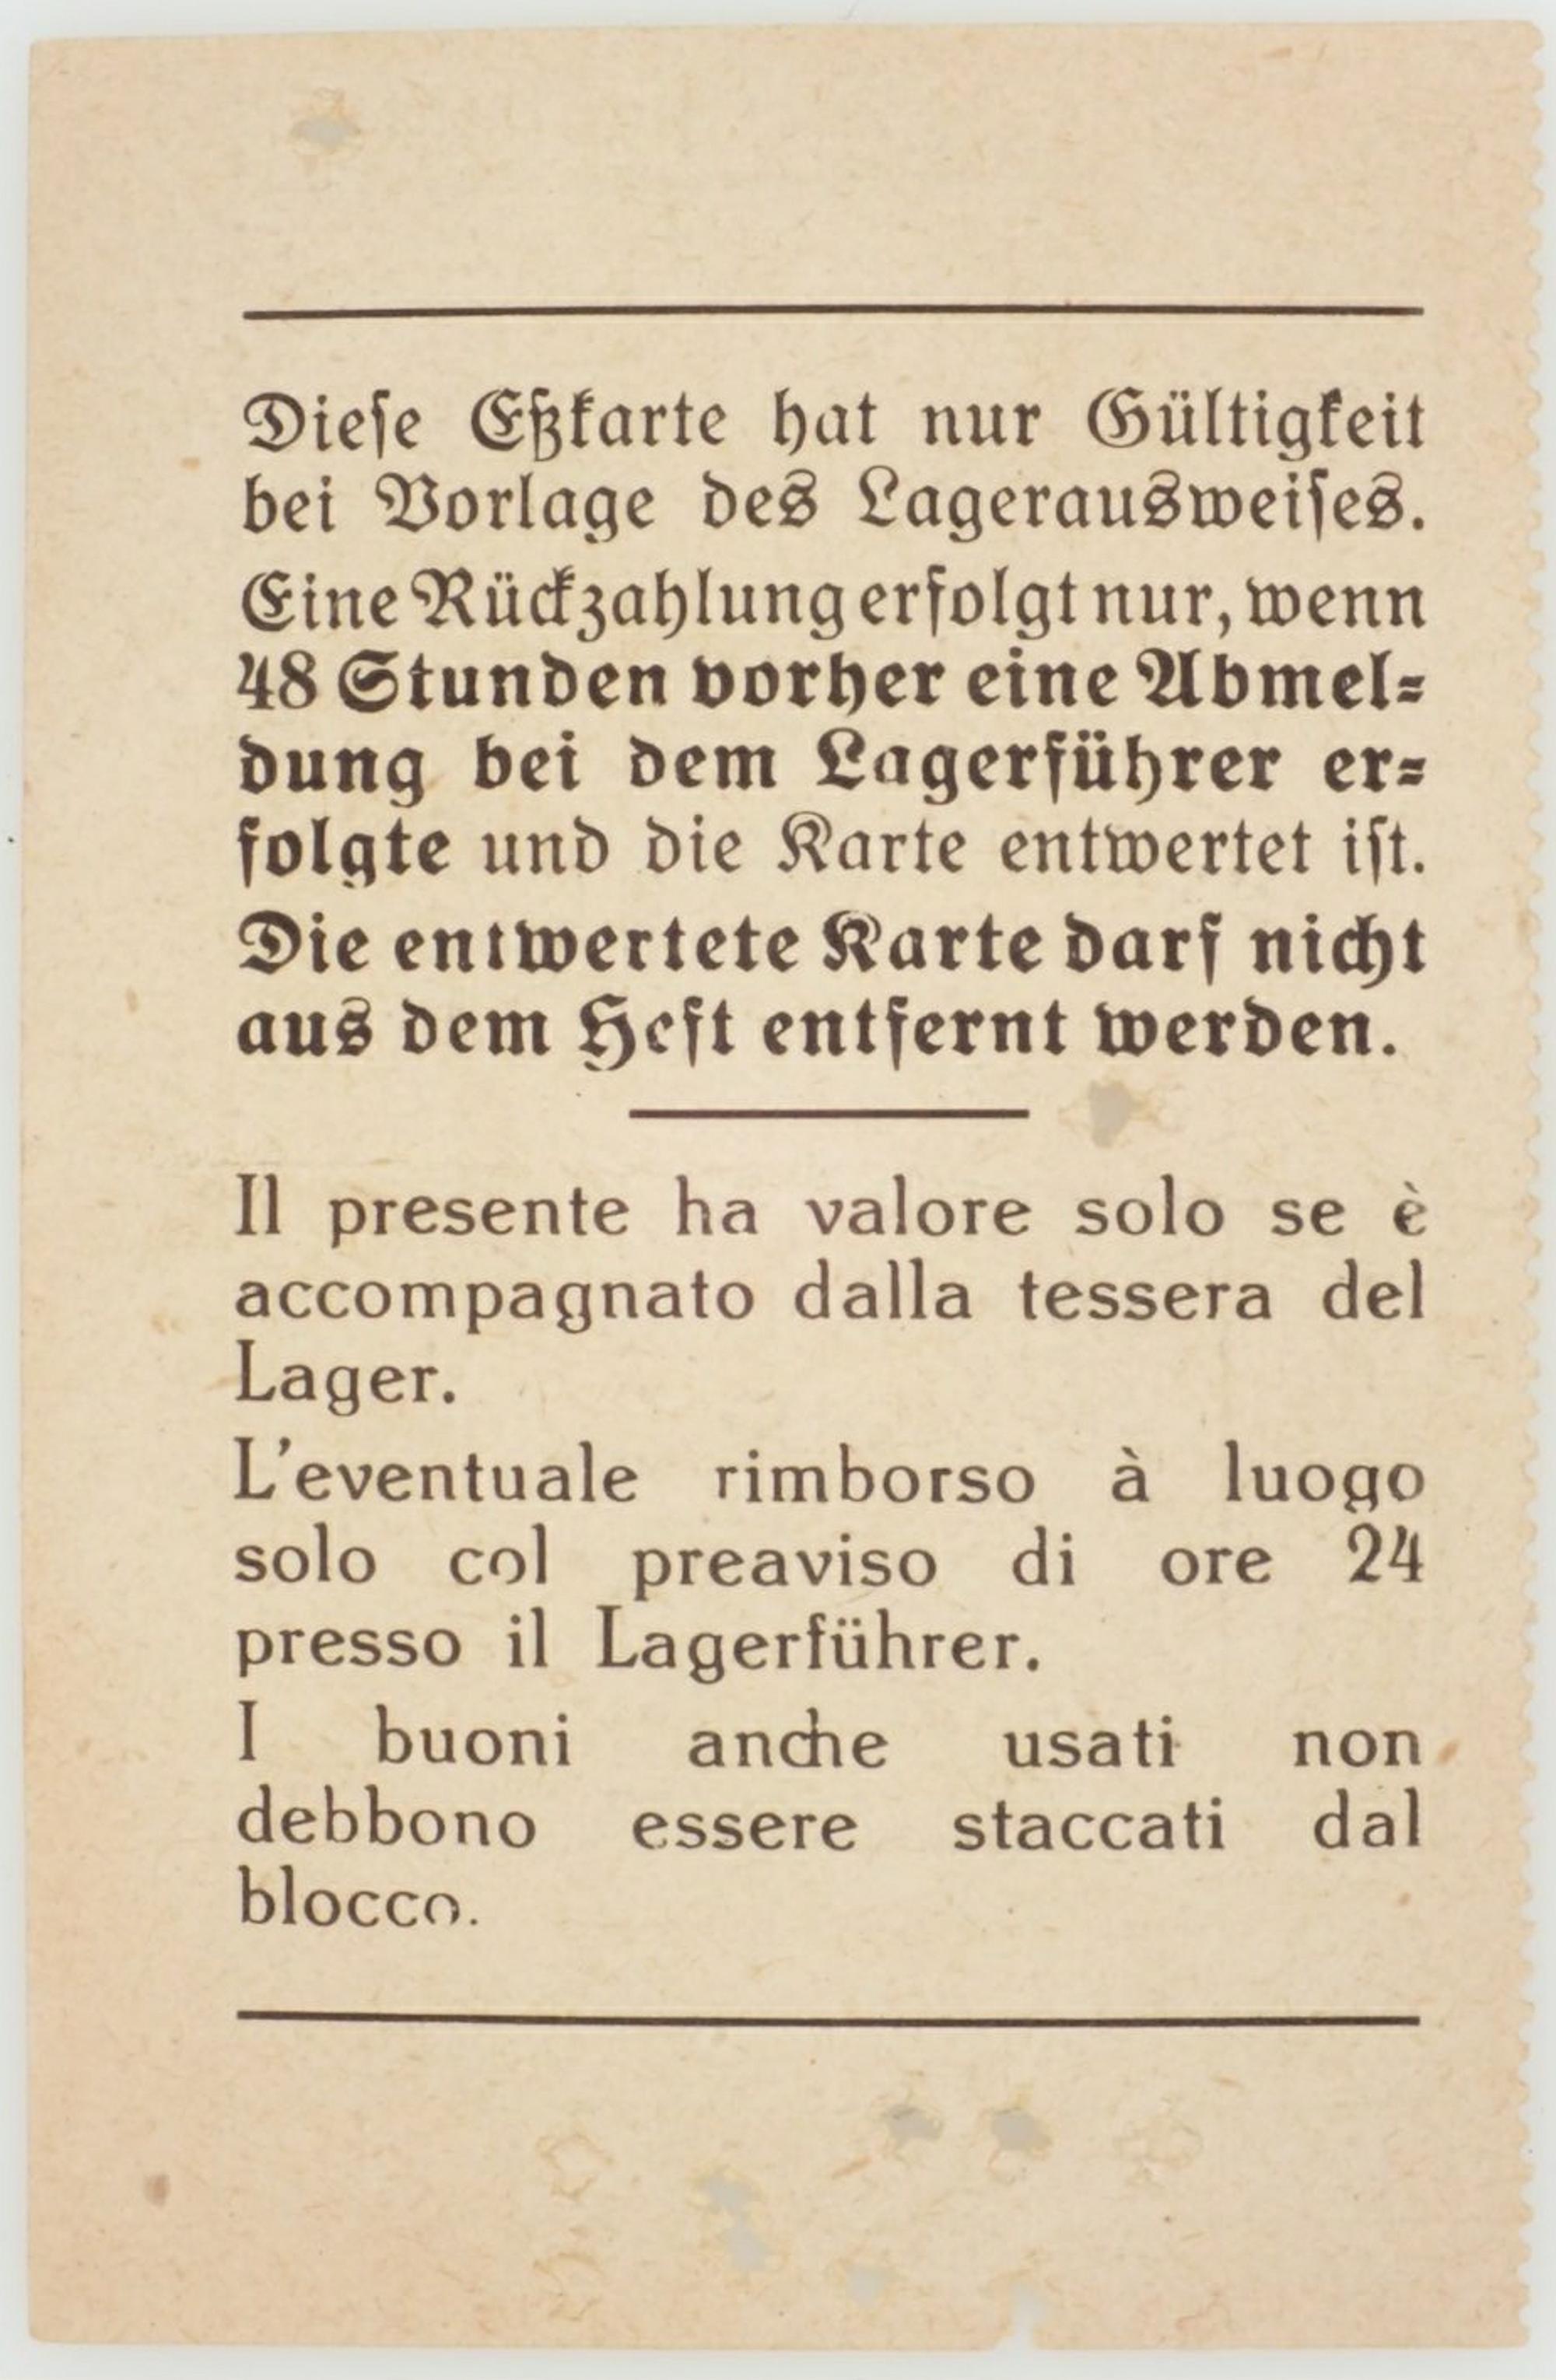 Diese Eßkarte hat nur Gültigkeit
bei Vorlage des Lagerausweises.
Eine Rückzahlung erfolgt nur, wenn
48 Stunden vorher eine Abmel-
dung bei dem Lagerführer er-
folgte und die Karte entwertet ist.
Die entwertete Karte darf nicht
aus dem Heft entfernt werden.
Il presente ha valore solo se è
accompagnato dalla tessera del
Lager.
L'eventuale rimborso à luogo
solo col preaviso di ore 24
presso il Lagerführer.
I buoni anche usati non
debbono essere staccati dal
blocco.